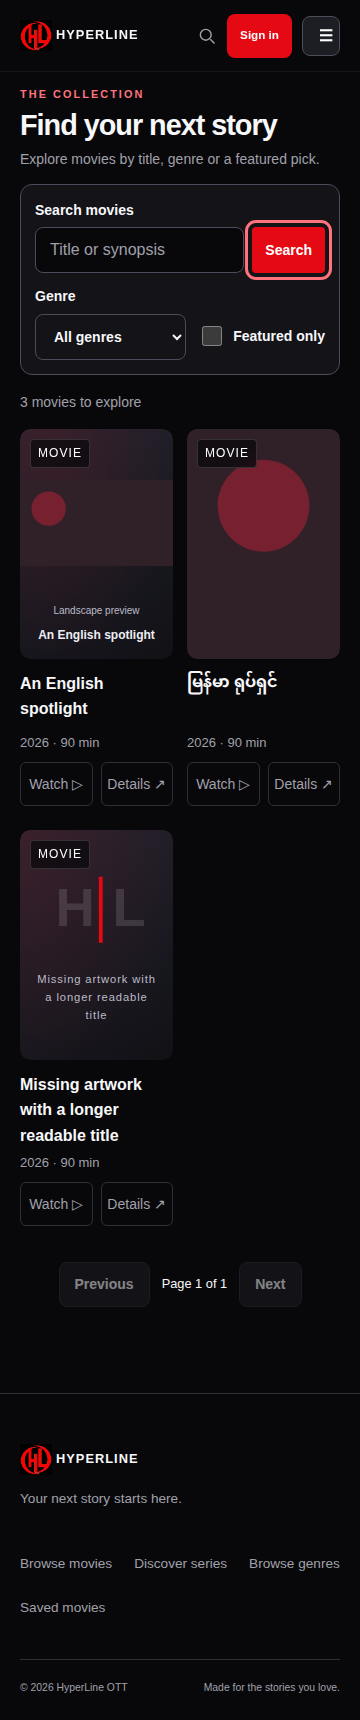 HYPERLINE
Sign in
☰
THE COLLECTION
Find your next story
Explore movies by title, genre or a featured pick.
Search movies
Title or synopsis
Search
Genre
All genres
Featured only
3 movies to explore
MOVIE
Landscape preview
An English spotlight
MOVIE
An English
spotlight
2026 · 90 min
Watch ▷
Details ↗
မြန်မာ ရုပ်ရှင်
2026 · 90 min
Watch ▷
Details ↗
MOVIE
H L
Missing artwork with
a longer readable
title
Missing artwork
with a longer
readable title
2026 · 90 min
Watch ▷
Details ↗
Previous
Page 1 of 1
Next
HYPERLINE
Your next story starts here.
Browse movies
Discover series
Browse genres
Saved movies
© 2026 HyperLine OTT
Made for the stories you love.